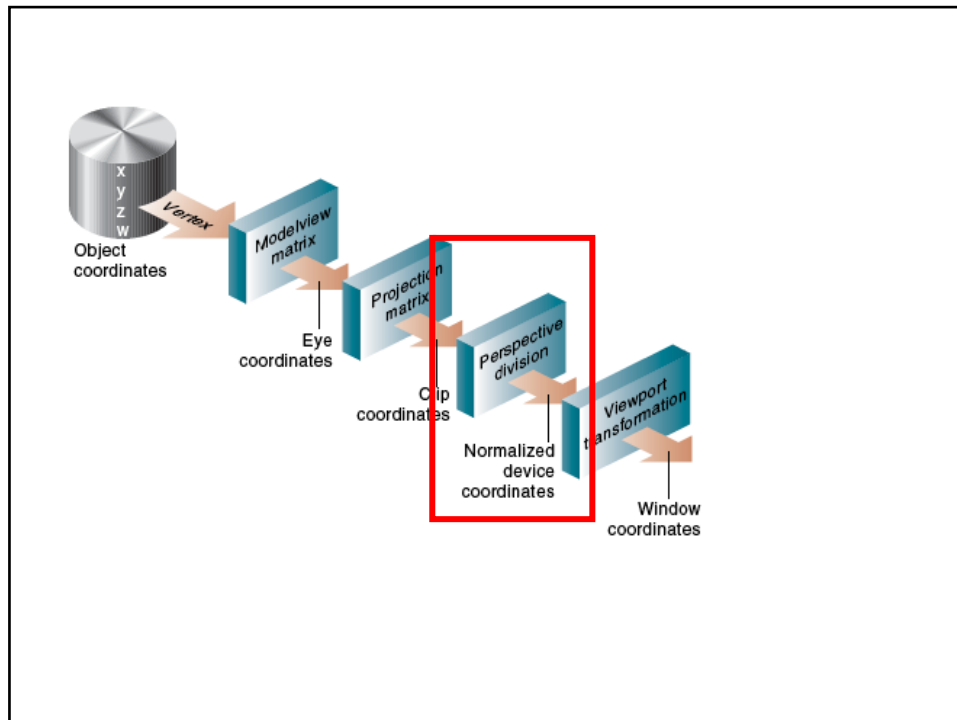 x
y
z
w
Vertex
Object
coordinates
Modelview
matrix
Eye
coordinates
Projection
matrix
Clip
coordinates
Perspective
division
Normalized
device
coordinates
Viewport
transformation
Window
coordinates